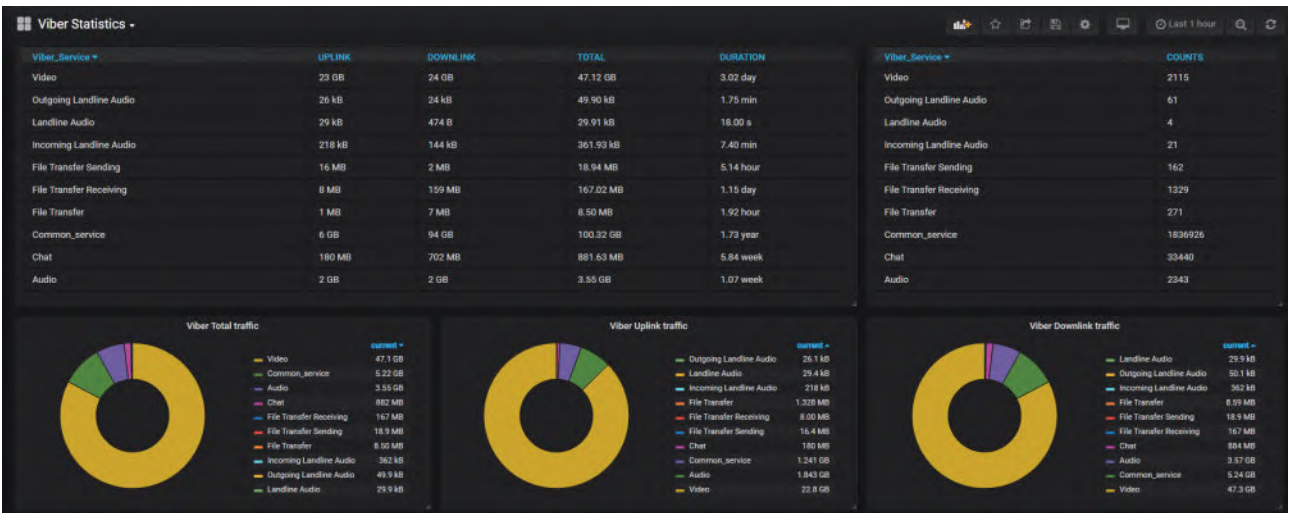 Viber Statistics
Last 1 hour
Viber_Service UPLINK DOWNLINK TOTAL DURATION
Video 23 GB 24 GB 47.12 GB 3.02 day
Outgoing Landline Audio 26 kB 24 kB 49.90 kB 1.75 min
Landline Audio 29 kB 474 B 29.91 kB 18.00 s
Incoming Landline Audio 218 kB 144 kB 361.93 kB 7.40 min
File Transfer Sending 16 MB 2 MB 18.94 MB 5.14 hour
File Transfer Receiving 8 MB 159 MB 167.02 MB 1.15 day
File Transfer 1 MB 7 MB 8.50 MB 1.92 hour
Common_service 6 GB 94 GB 100.32 GB 1.73 year
Chat 180 MB 702 MB 881.63 MB 5.84 week
Audio 2 GB 2 GB 3.55 GB 1.07 week
Viber_Service COUNTS
Video 2115
Outgoing Landline Audio 61
Landline Audio 4
Incoming Landline Audio 21
File Transfer Sending 162
File Transfer Receiving 1329
File Transfer 271
Common_service 1836926
Chat 33440
Audio 2343
Viber Total traffic
current
Video 47.1 GB
Common_service 5.22 GB
Audio 3.55 GB
Chat 882 MB
File Transfer Receiving 167 MB
File Transfer Sending 18.9 MB
File Transfer 8.50 MB
Incoming Landline Audio 362 kB
Outgoing Landline Audio 49.9 kB
Landline Audio 29.9 kB
Viber Uplink traffic
current
Outgoing Landline Audio 26.1 kB
Landline Audio 29.4 kB
Incoming Landline Audio 218 kB
File Transfer 1.328 MB
File Transfer Receiving 8.00 MB
File Transfer Sending 16.4 MB
Chat 180 MB
Common_service 1.241 GB
Audio 1.843 GB
Video 22.8 GB
Viber Downlink traffic
current
Landline Audio 29.9 kB
Outgoing Landline Audio 50.1 kB
Incoming Landline Audio 362 kB
File Transfer 8.59 MB
File Transfer Sending 18.9 MB
File Transfer Receiving 167 MB
Chat 884 MB
Audio 3.57 GB
Common_service 5.24 GB
Video 47.3 GB